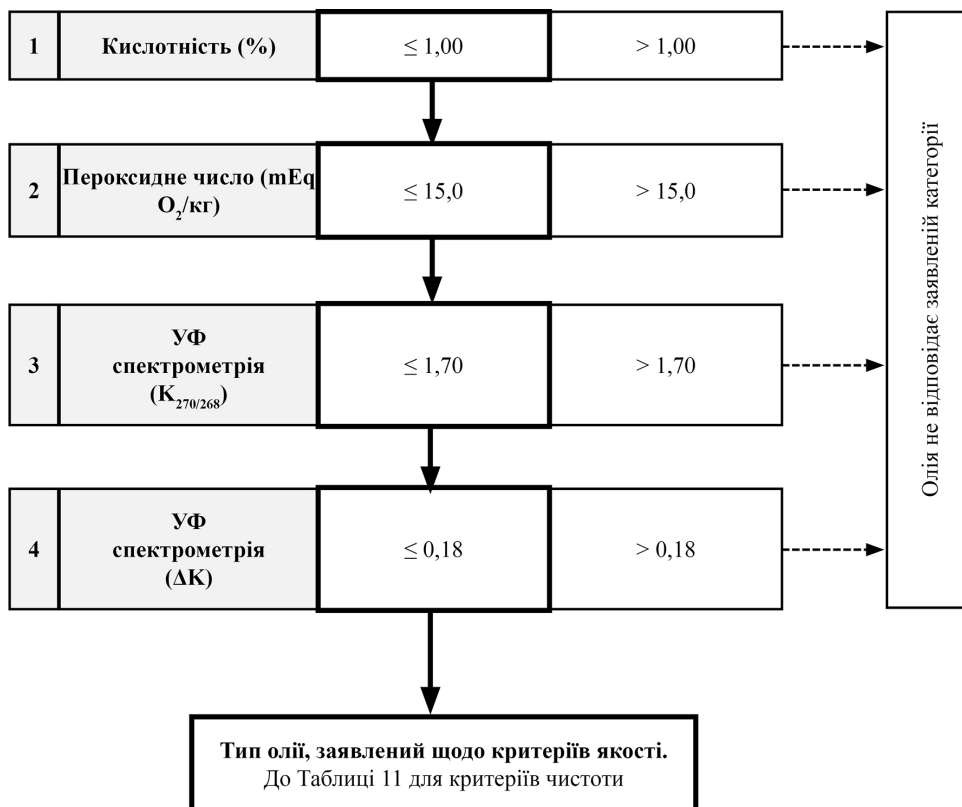 1 Кислотність (%) ≤ 1,00 > 1,00
2 Пероксидне число (mEq
O₂/кг) ≤ 15,0 > 15,0
3 УФ
спектрометрія
(K₂₇₀/₂₆₈) ≤ 1,70 > 1,70
4 УФ
спектрометрія
(ΔK) ≤ 0,18 > 0,18
Олія не відповідає заявленій категорії
Тип олії, заявлений щодо критеріїв якості.
До Таблиці 11 для критеріїв чистоти